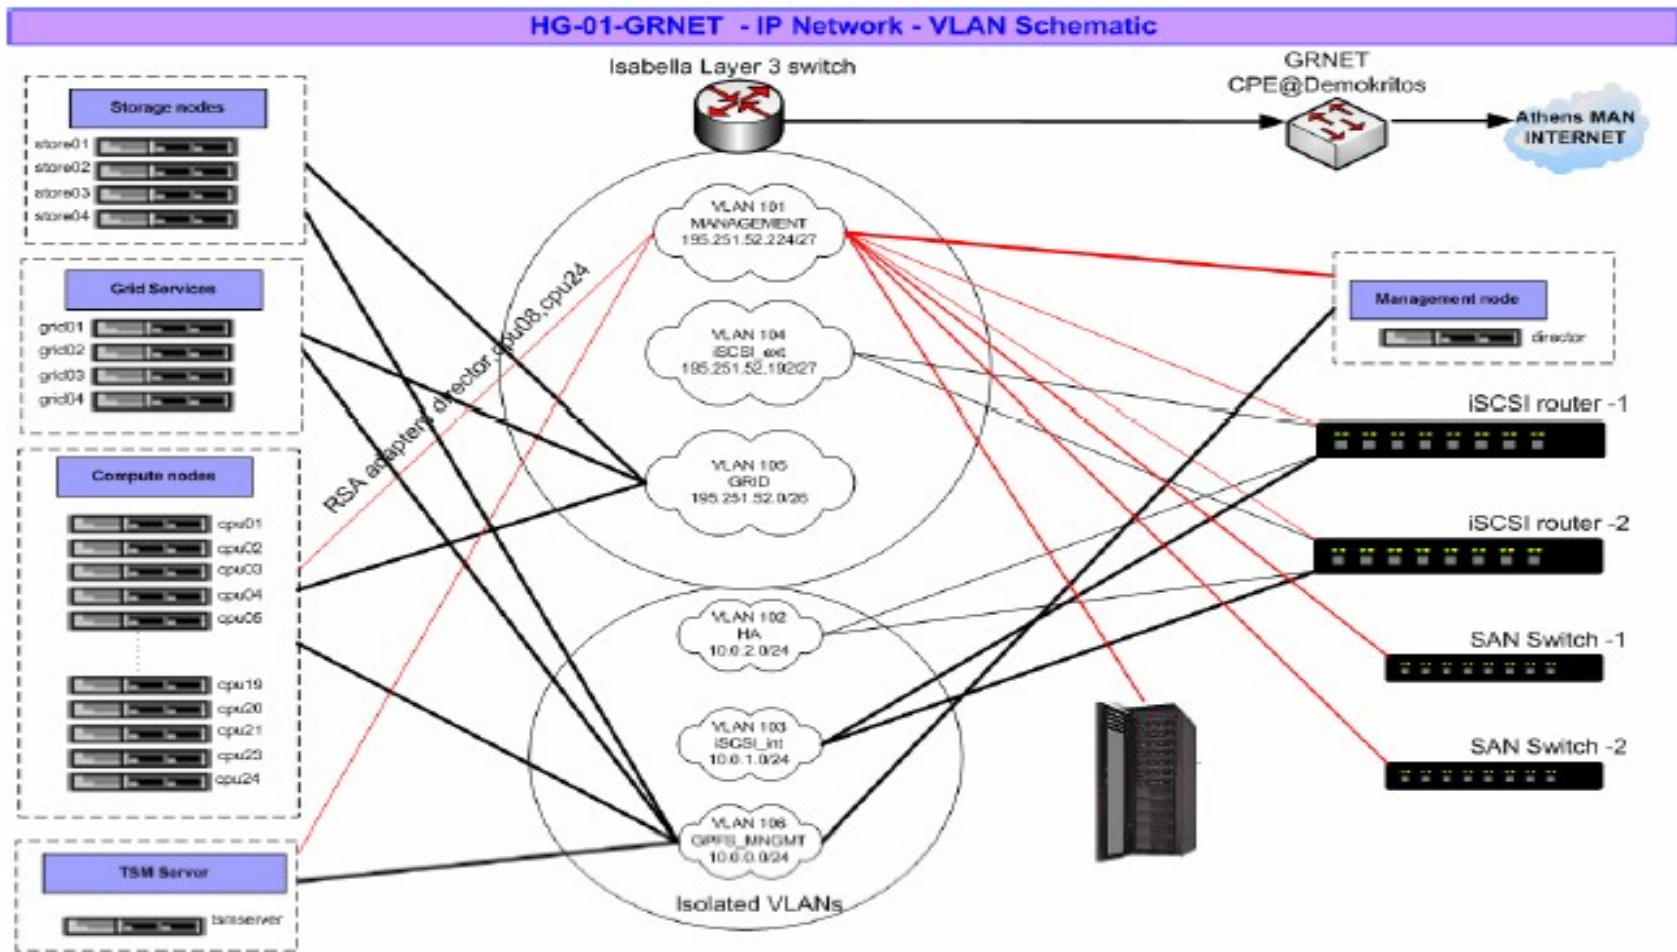 HG-01-GRNET - IP Network - VLAN Schematic
Isabella Layer 3 switch
GRNET
CPE@Demokritos
Athens MAN
INTERNET
Storage nodes
store01
store02
store03
store04
Grid Services
grid01
grid02
grid03
grid04
Compute nodes
cpu01
cpu02
cpu03
cpu04
cpu05
cpu19
cpu20
cpu21
cpu23
cpu24
TSM Server
tsmserver
RSA adapters director,cpu08,cpu24
VLAN 101
MANAGEMENT
195.251.52.224/27
VLAN 104
iSCSI_ext
195.251.52.192/27
VLAN 105
GRID
195.251.52.0/26
VLAN 102
HA
10.0.2.0/24
VLAN 103
iSCSI_int
10.0.1.0/24
VLAN 106
GPFS_MNGMT
10.0.0.0/24
Isolated VLANs
Management node
director
iSCSI router -1
iSCSI router -2
SAN Switch -1
SAN Switch -2